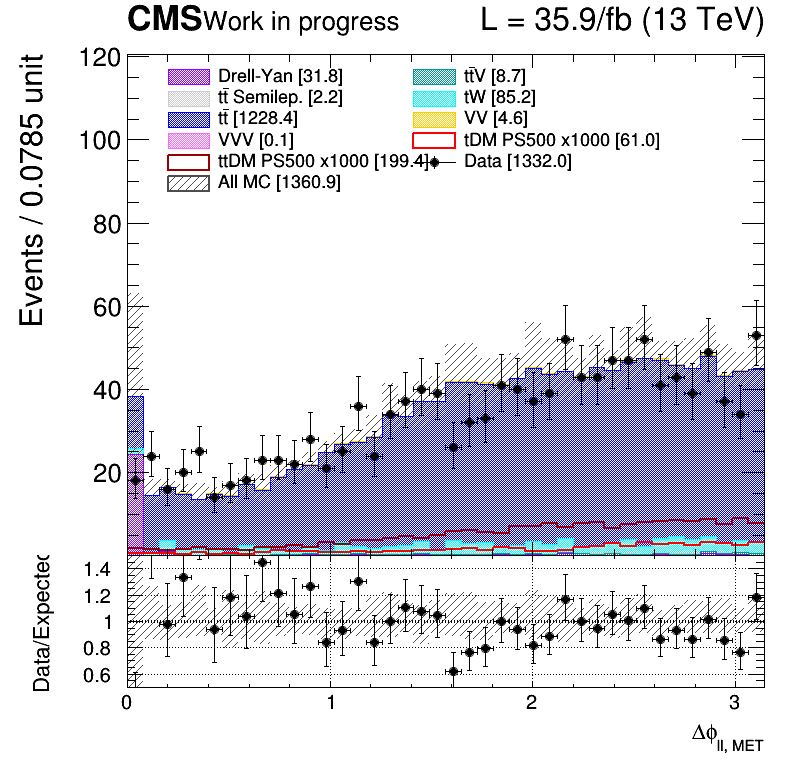 CMS Work in progress L = 35.9/fb (13 TeV)
Events / 0.0785 unit
120
100
80
60
40
20
Drell-Yan [31.8] tt̄V [8.7]
tt̄ Semilep. [2.2] tW [85.2]
tt̄ [1228.4] VV [4.6]
VVV [0.1] tDM PS500 x1000 [61.0]
ttDM PS500 x1000 [199.4] Data [1332.0]
All MC [1360.9]
Data/Expected
1.4
1.2
1
0.8
0.6
0 1 2 3
Δϕll, MET